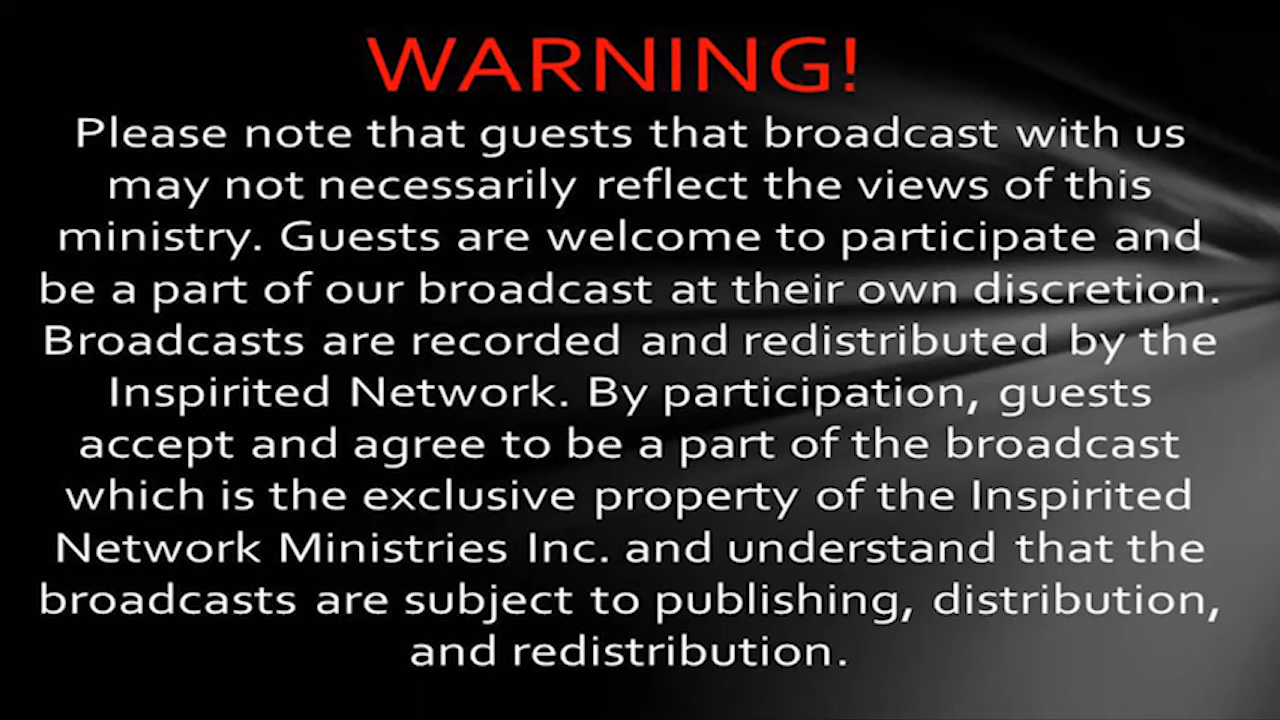 WARNING!
Please note that guests that broadcast with us
may not necessarily reflect the views of this
ministry. Guests are welcome to participate and
be a part of our broadcast at their own discretion.
Broadcasts are recorded and redistributed by the
Inspirited Network. By participation, guests
accept and agree to be a part of the broadcast
which is the exclusive property of the Inspirited
Network Ministries Inc. and understand that the
broadcasts are subject to publishing, distribution,
and redistribution.